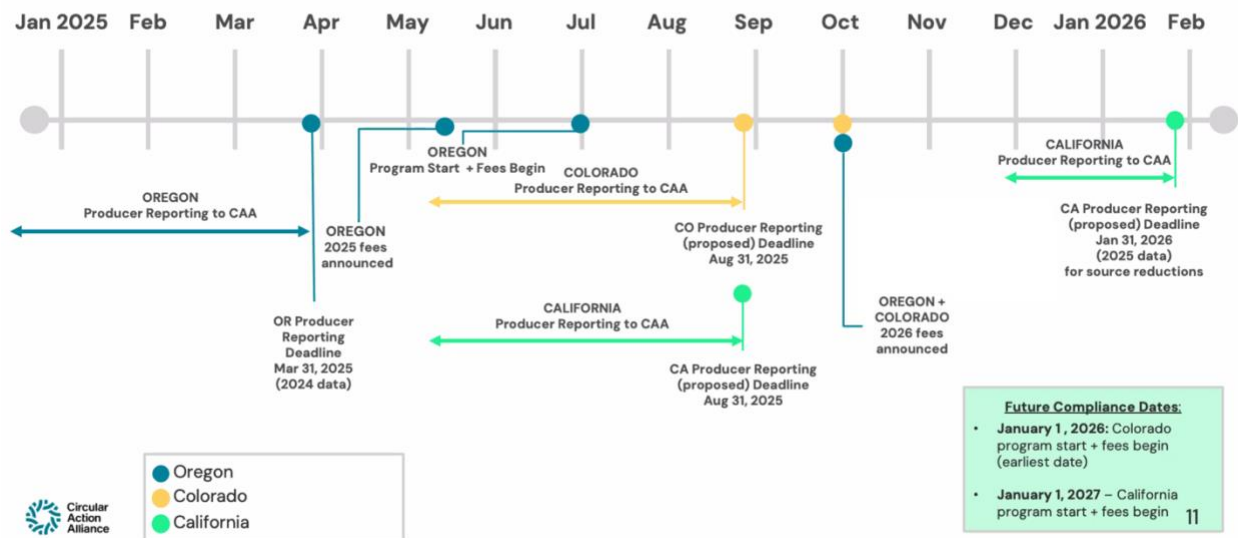 Jan 2025 Feb Mar Apr May Jun Jul Aug Sep Oct Nov Dec Jan 2026 Feb
OREGON
Producer Reporting to CAA
OR Producer
Reporting
Deadline
Mar 31, 2025
(2024 data)
OREGON
2025 fees
announced
OREGON
Program Start + Fees Begin
COLORADO
Producer Reporting to CAA
CO Producer Reporting
(proposed) Deadline
Aug 31, 2025
CALIFORNIA
Producer Reporting to CAA
CA Producer Reporting
(proposed) Deadline
Aug 31, 2025
OREGON +
COLORADO
2026 fees
announced
CALIFORNIA
Producer Reporting to CAA
CA Producer Reporting
(proposed) Deadline
Jan 31, 2026
(2025 data)
for source reductions
Future Compliance Dates:
• January 1 , 2026: Colorado
program start + fees begin
(earliest date)
• January 1, 2027 – California
program start + fees begin
11
Oregon
Colorado
California
Circular
Action
Alliance